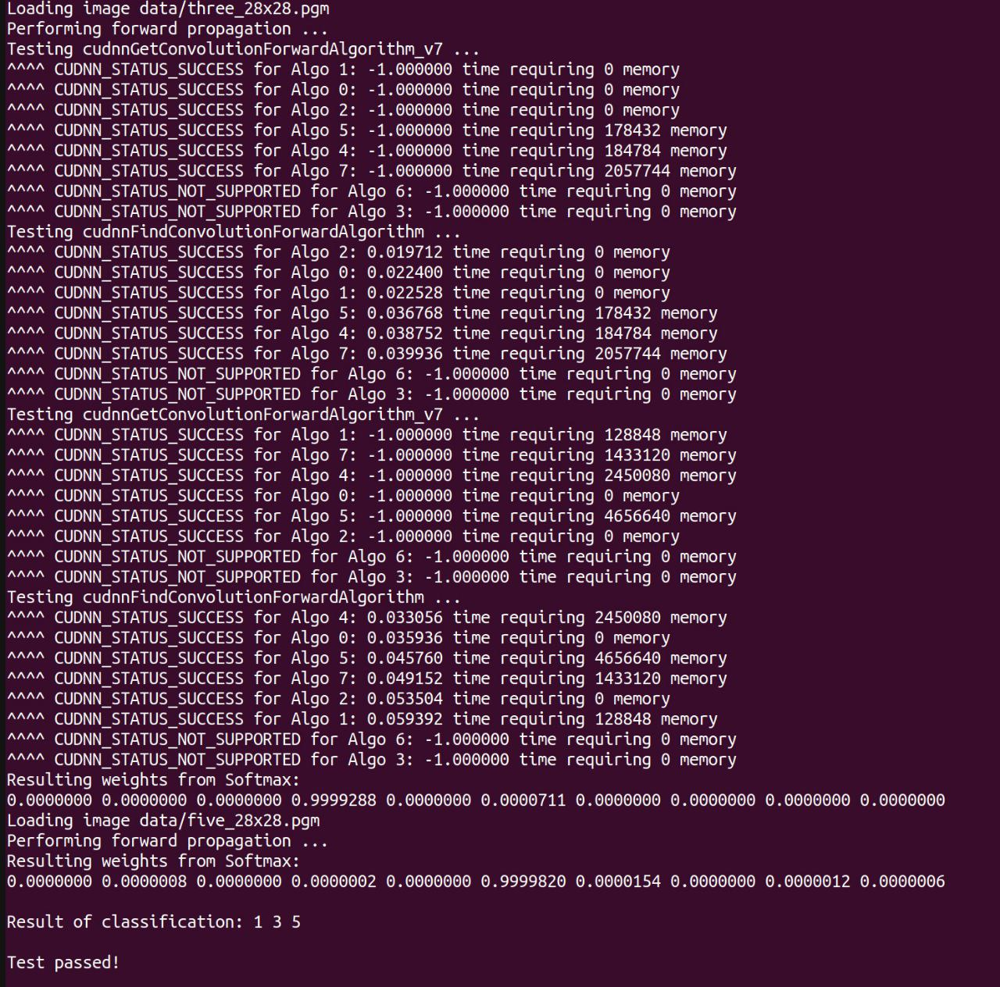 Loading image data/three_28x28.pgm
Performing forward propagation ...
Testing cudnnGetConvolutionForwardAlgorithm_v7 ...
^^^^ CUDNN_STATUS_SUCCESS for Algo 1: -1.000000 time requiring 0 memory
^^^^ CUDNN_STATUS_SUCCESS for Algo 0: -1.000000 time requiring 0 memory
^^^^ CUDNN_STATUS_SUCCESS for Algo 2: -1.000000 time requiring 0 memory
^^^^ CUDNN_STATUS_SUCCESS for Algo 5: -1.000000 time requiring 178432 memory
^^^^ CUDNN_STATUS_SUCCESS for Algo 4: -1.000000 time requiring 184784 memory
^^^^ CUDNN_STATUS_SUCCESS for Algo 7: -1.000000 time requiring 2057744 memory
^^^^ CUDNN_STATUS_NOT_SUPPORTED for Algo 6: -1.000000 time requiring 0 memory
^^^^ CUDNN_STATUS_NOT_SUPPORTED for Algo 3: -1.000000 time requiring 0 memory
Testing cudnnFindConvolutionForwardAlgorithm ...
^^^^ CUDNN_STATUS_SUCCESS for Algo 2: 0.019712 time requiring 0 memory
^^^^ CUDNN_STATUS_SUCCESS for Algo 0: 0.022400 time requiring 0 memory
^^^^ CUDNN_STATUS_SUCCESS for Algo 1: 0.022528 time requiring 0 memory
^^^^ CUDNN_STATUS_SUCCESS for Algo 5: 0.036768 time requiring 178432 memory
^^^^ CUDNN_STATUS_SUCCESS for Algo 4: 0.038752 time requiring 184784 memory
^^^^ CUDNN_STATUS_SUCCESS for Algo 7: 0.039936 time requiring 2057744 memory
^^^^ CUDNN_STATUS_NOT_SUPPORTED for Algo 6: -1.000000 time requiring 0 memory
^^^^ CUDNN_STATUS_NOT_SUPPORTED for Algo 3: -1.000000 time requiring 0 memory
Testing cudnnGetConvolutionForwardAlgorithm_v7 ...
^^^^ CUDNN_STATUS_SUCCESS for Algo 1: -1.000000 time requiring 128848 memory
^^^^ CUDNN_STATUS_SUCCESS for Algo 7: -1.000000 time requiring 1433120 memory
^^^^ CUDNN_STATUS_SUCCESS for Algo 4: -1.000000 time requiring 2450080 memory
^^^^ CUDNN_STATUS_SUCCESS for Algo 0: -1.000000 time requiring 0 memory
^^^^ CUDNN_STATUS_SUCCESS for Algo 5: -1.000000 time requiring 4656640 memory
^^^^ CUDNN_STATUS_SUCCESS for Algo 2: -1.000000 time requiring 0 memory
^^^^ CUDNN_STATUS_NOT_SUPPORTED for Algo 6: -1.000000 time requiring 0 memory
^^^^ CUDNN_STATUS_NOT_SUPPORTED for Algo 3: -1.000000 time requiring 0 memory
Testing cudnnFindConvolutionForwardAlgorithm ...
^^^^ CUDNN_STATUS_SUCCESS for Algo 4: 0.033056 time requiring 2450080 memory
^^^^ CUDNN_STATUS_SUCCESS for Algo 0: 0.035936 time requiring 0 memory
^^^^ CUDNN_STATUS_SUCCESS for Algo 5: 0.045760 time requiring 4656640 memory
^^^^ CUDNN_STATUS_SUCCESS for Algo 7: 0.049152 time requiring 1433120 memory
^^^^ CUDNN_STATUS_SUCCESS for Algo 2: 0.053504 time requiring 0 memory
^^^^ CUDNN_STATUS_SUCCESS for Algo 1: 0.059392 time requiring 128848 memory
^^^^ CUDNN_STATUS_NOT_SUPPORTED for Algo 6: -1.000000 time requiring 0 memory
^^^^ CUDNN_STATUS_NOT_SUPPORTED for Algo 3: -1.000000 time requiring 0 memory
Resulting weights from Softmax:
0.0000000 0.0000000 0.0000000 0.9999288 0.0000000 0.0000711 0.0000000 0.0000000 0.0000000 0.0000000
Loading image data/five_28x28.pgm
Performing forward propagation ...
Resulting weights from Softmax:
0.0000000 0.0000008 0.0000000 0.0000002 0.0000000 0.9999820 0.0000154 0.0000000 0.0000012 0.0000006
Result of classification: 1 3 5
Test passed!